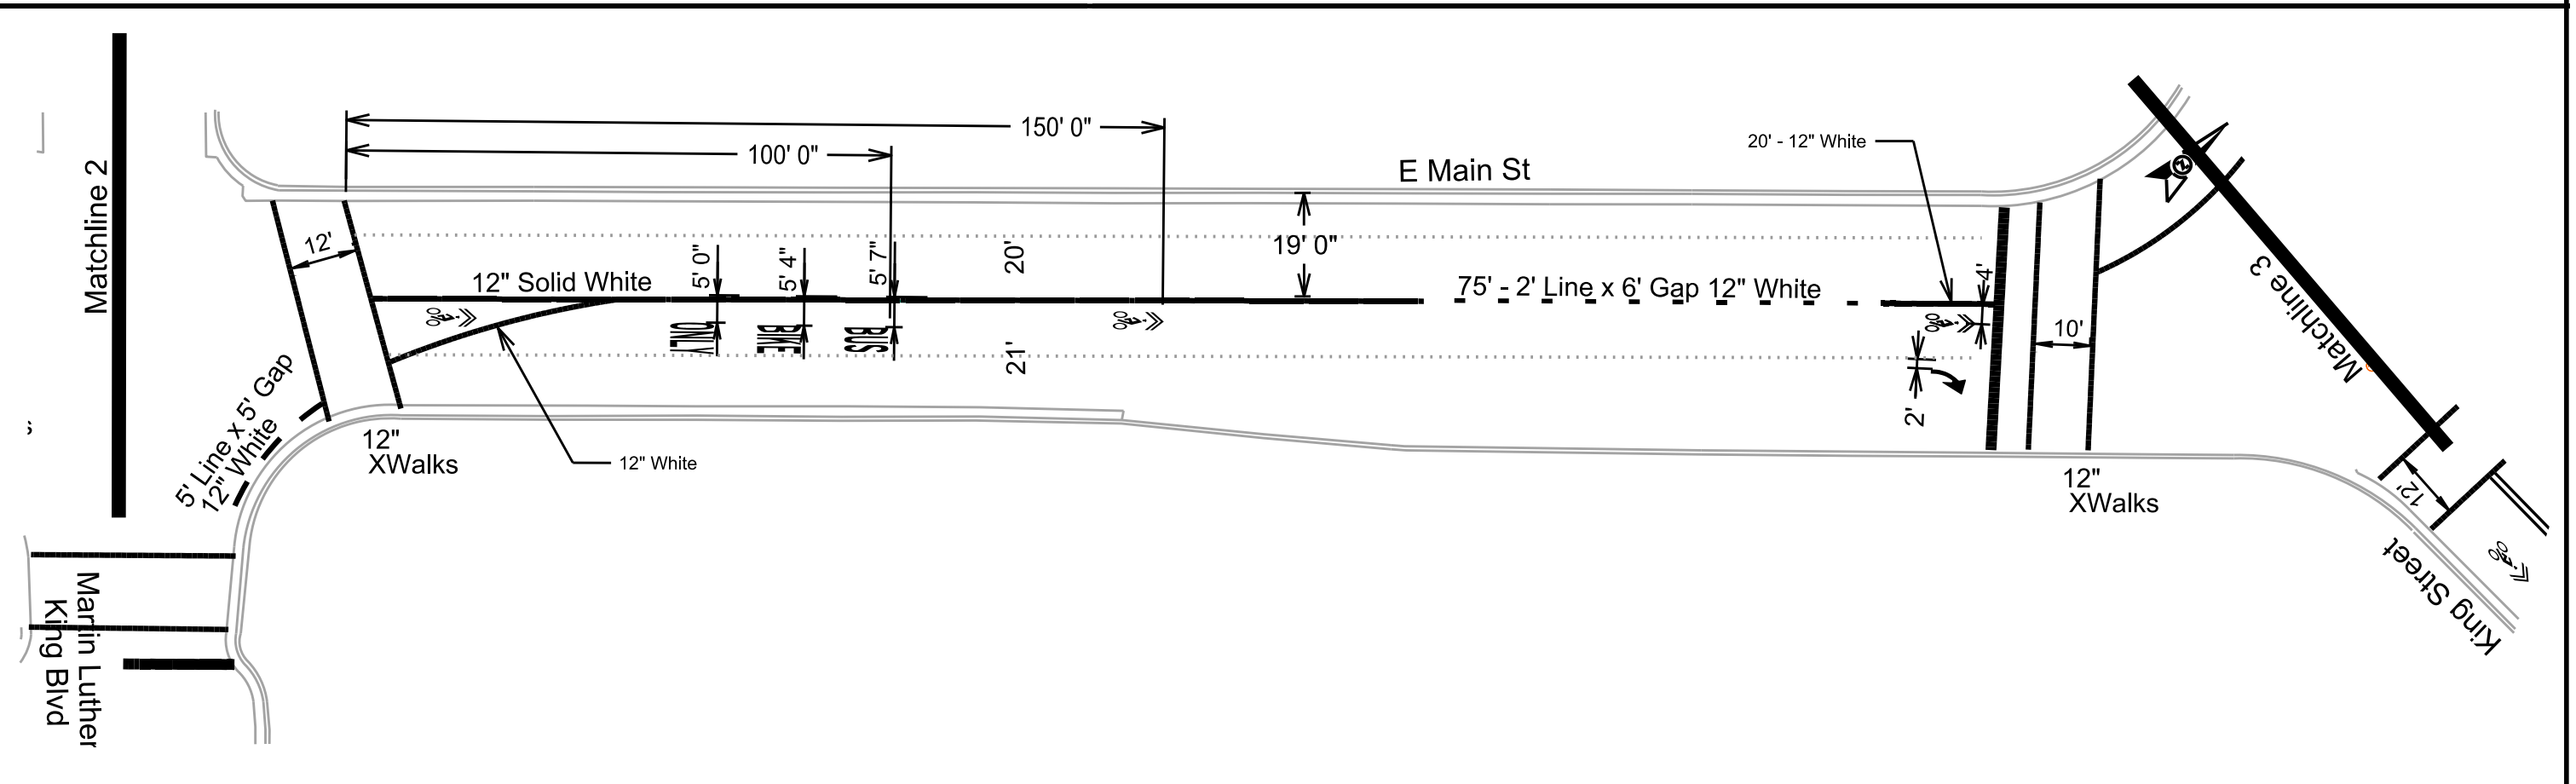 Matchline 2
150' 0"
100' 0"
E Main St
20' - 12" White
12'
12" Solid White
5' 0"
5' 4"
5' 7"
20'
19' 0"
75' - 2' Line x 6' Gap 12" White
4'
10'
Matchline 3
ONLY
BIKE
BUS
21'
2'
5' Line x 5' Gap
12" White
12"
XWalks
12" White
12"
XWalks
12'
King Street
Martin Luther
King Blvd